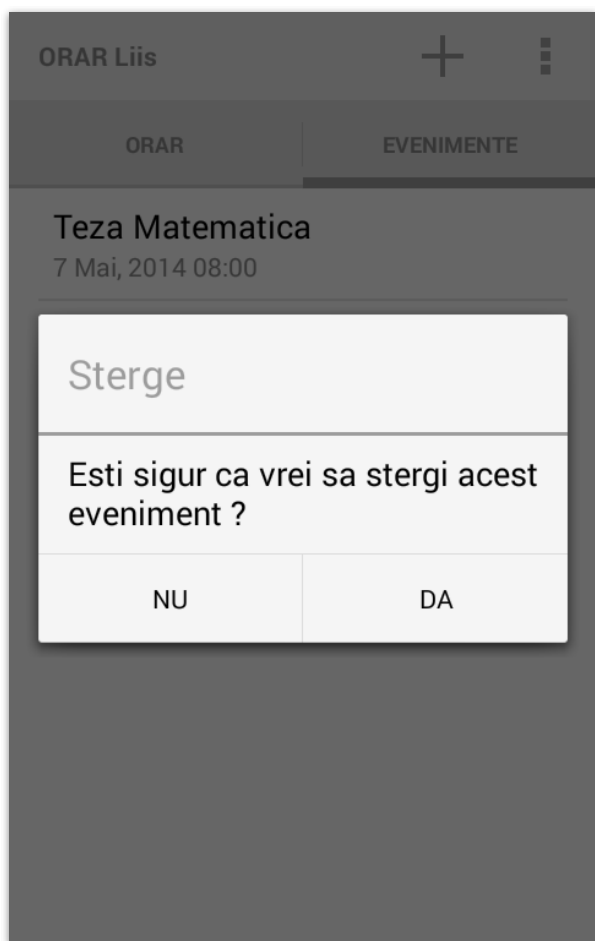 ORAR Liis
ORAR EVENIMENTE
Teza Matematica
7 Mai, 2014 08:00
Sterge
Esti sigur ca vrei sa stergi acest
eveniment ?
NU DA